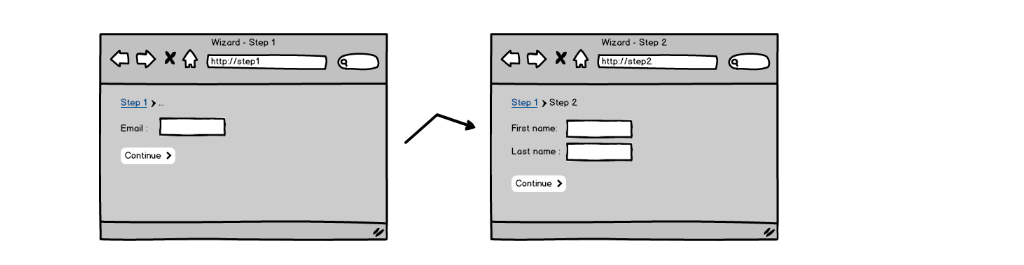 Wizard - Step 1
http://step1
Step 1 > ...
Email :
Continue >
Wizard - Step 2
http://step2
Step 1 > Step 2
First name:
Last name :
Continue >